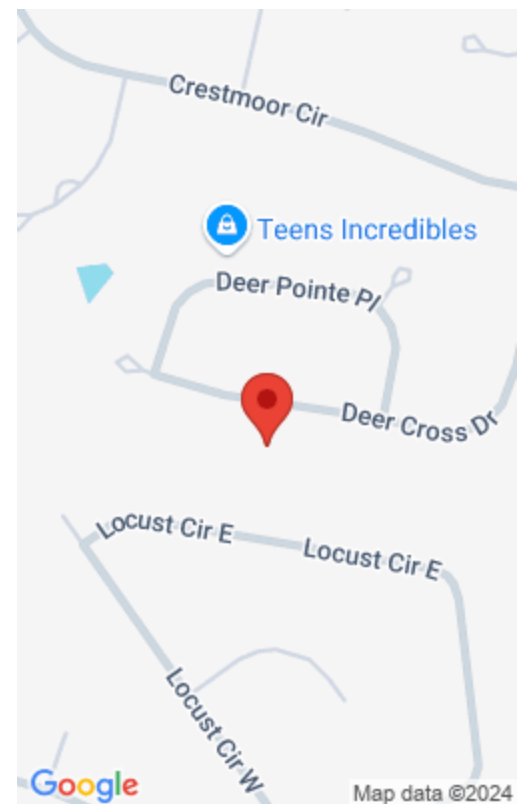 Crestmoor Cir
Teens Incredibles
Deer Pointe Pl
Deer Cross Dr
Locust Cir E
Locust Cir E
Locust Cir W
Google
Map data ©2024